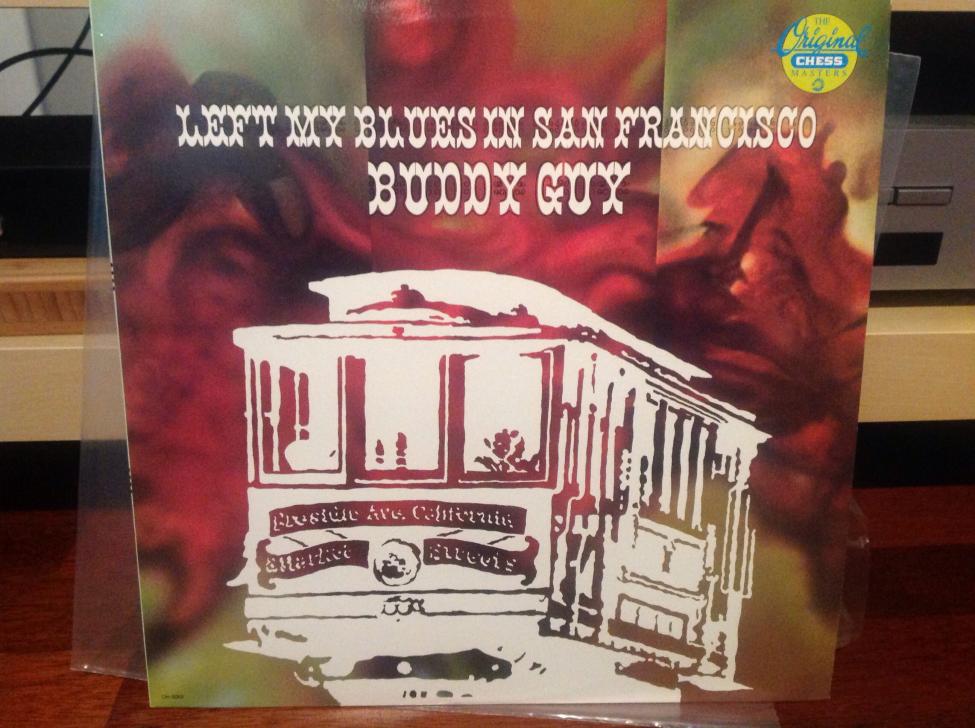 THE
Original
CHESS
MASTERS
LEFT MY BLUES IN SAN FRANCISCO
BUDDY GUY
Presidio Ave. California
Market Streets